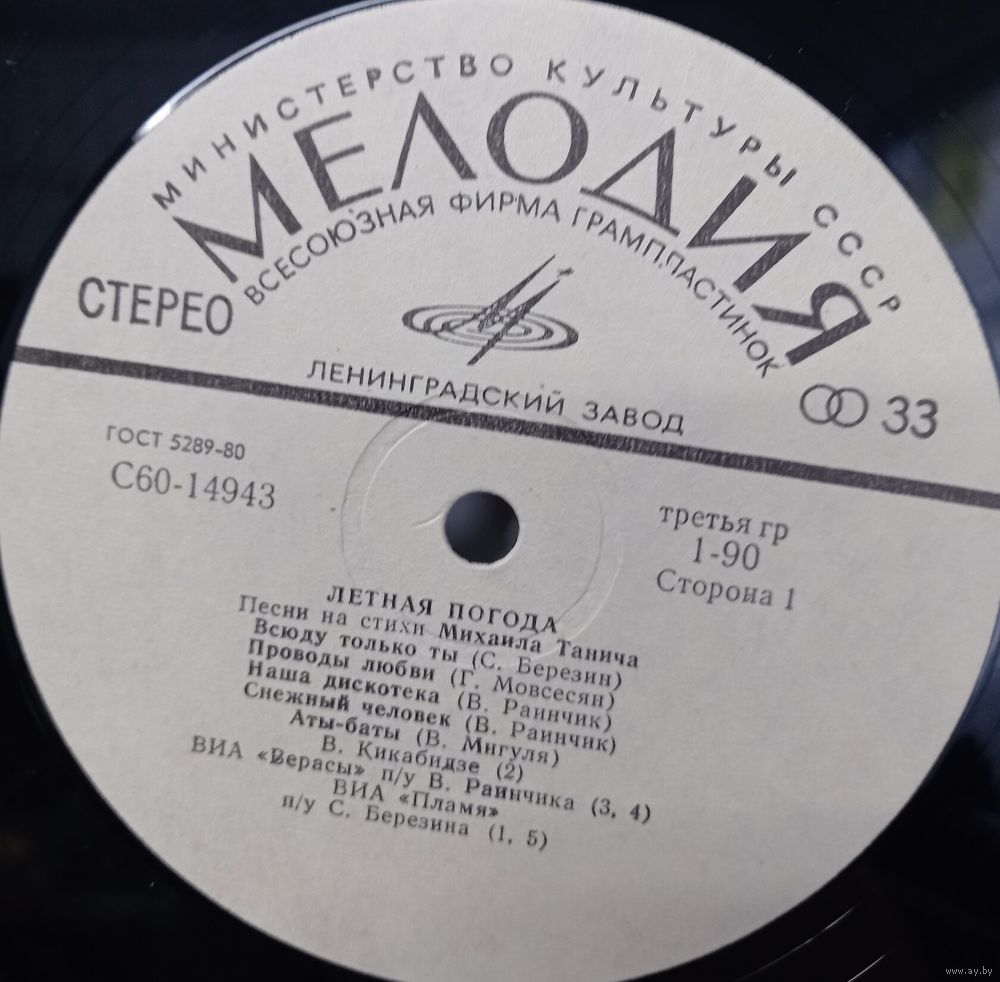 МИНИСТЕРСТВО КУЛЬТУРЫ СССР
МЕЛОДИЯ
ВСЕСОЮЗНАЯ ФИРМА ГРАМПЛАСТИНОК
СТЕРЕО
ЛЕНИНГРАДСКИЙ ЗАВОД
33
ГОСТ 5289-80
С60-14943
третья гр
1-90
Сторона 1
ЛЕТНАЯ ПОГОДА
Песни на стихи Михаила Танича
Всюду только ты (С. Березин)
Проводы любви (Г. Мовсесян)
Наша дискотека (В. Раинчик)
Снежный человек (В. Раинчик)
Аты-баты (В. Мигуля)
В. Кикабидзе (2)
ВИА «Верасы» п/у В. Раинчика (3, 4)
ВИА «Пламя»
п/у С. Березина (1, 5)
www.ay.by